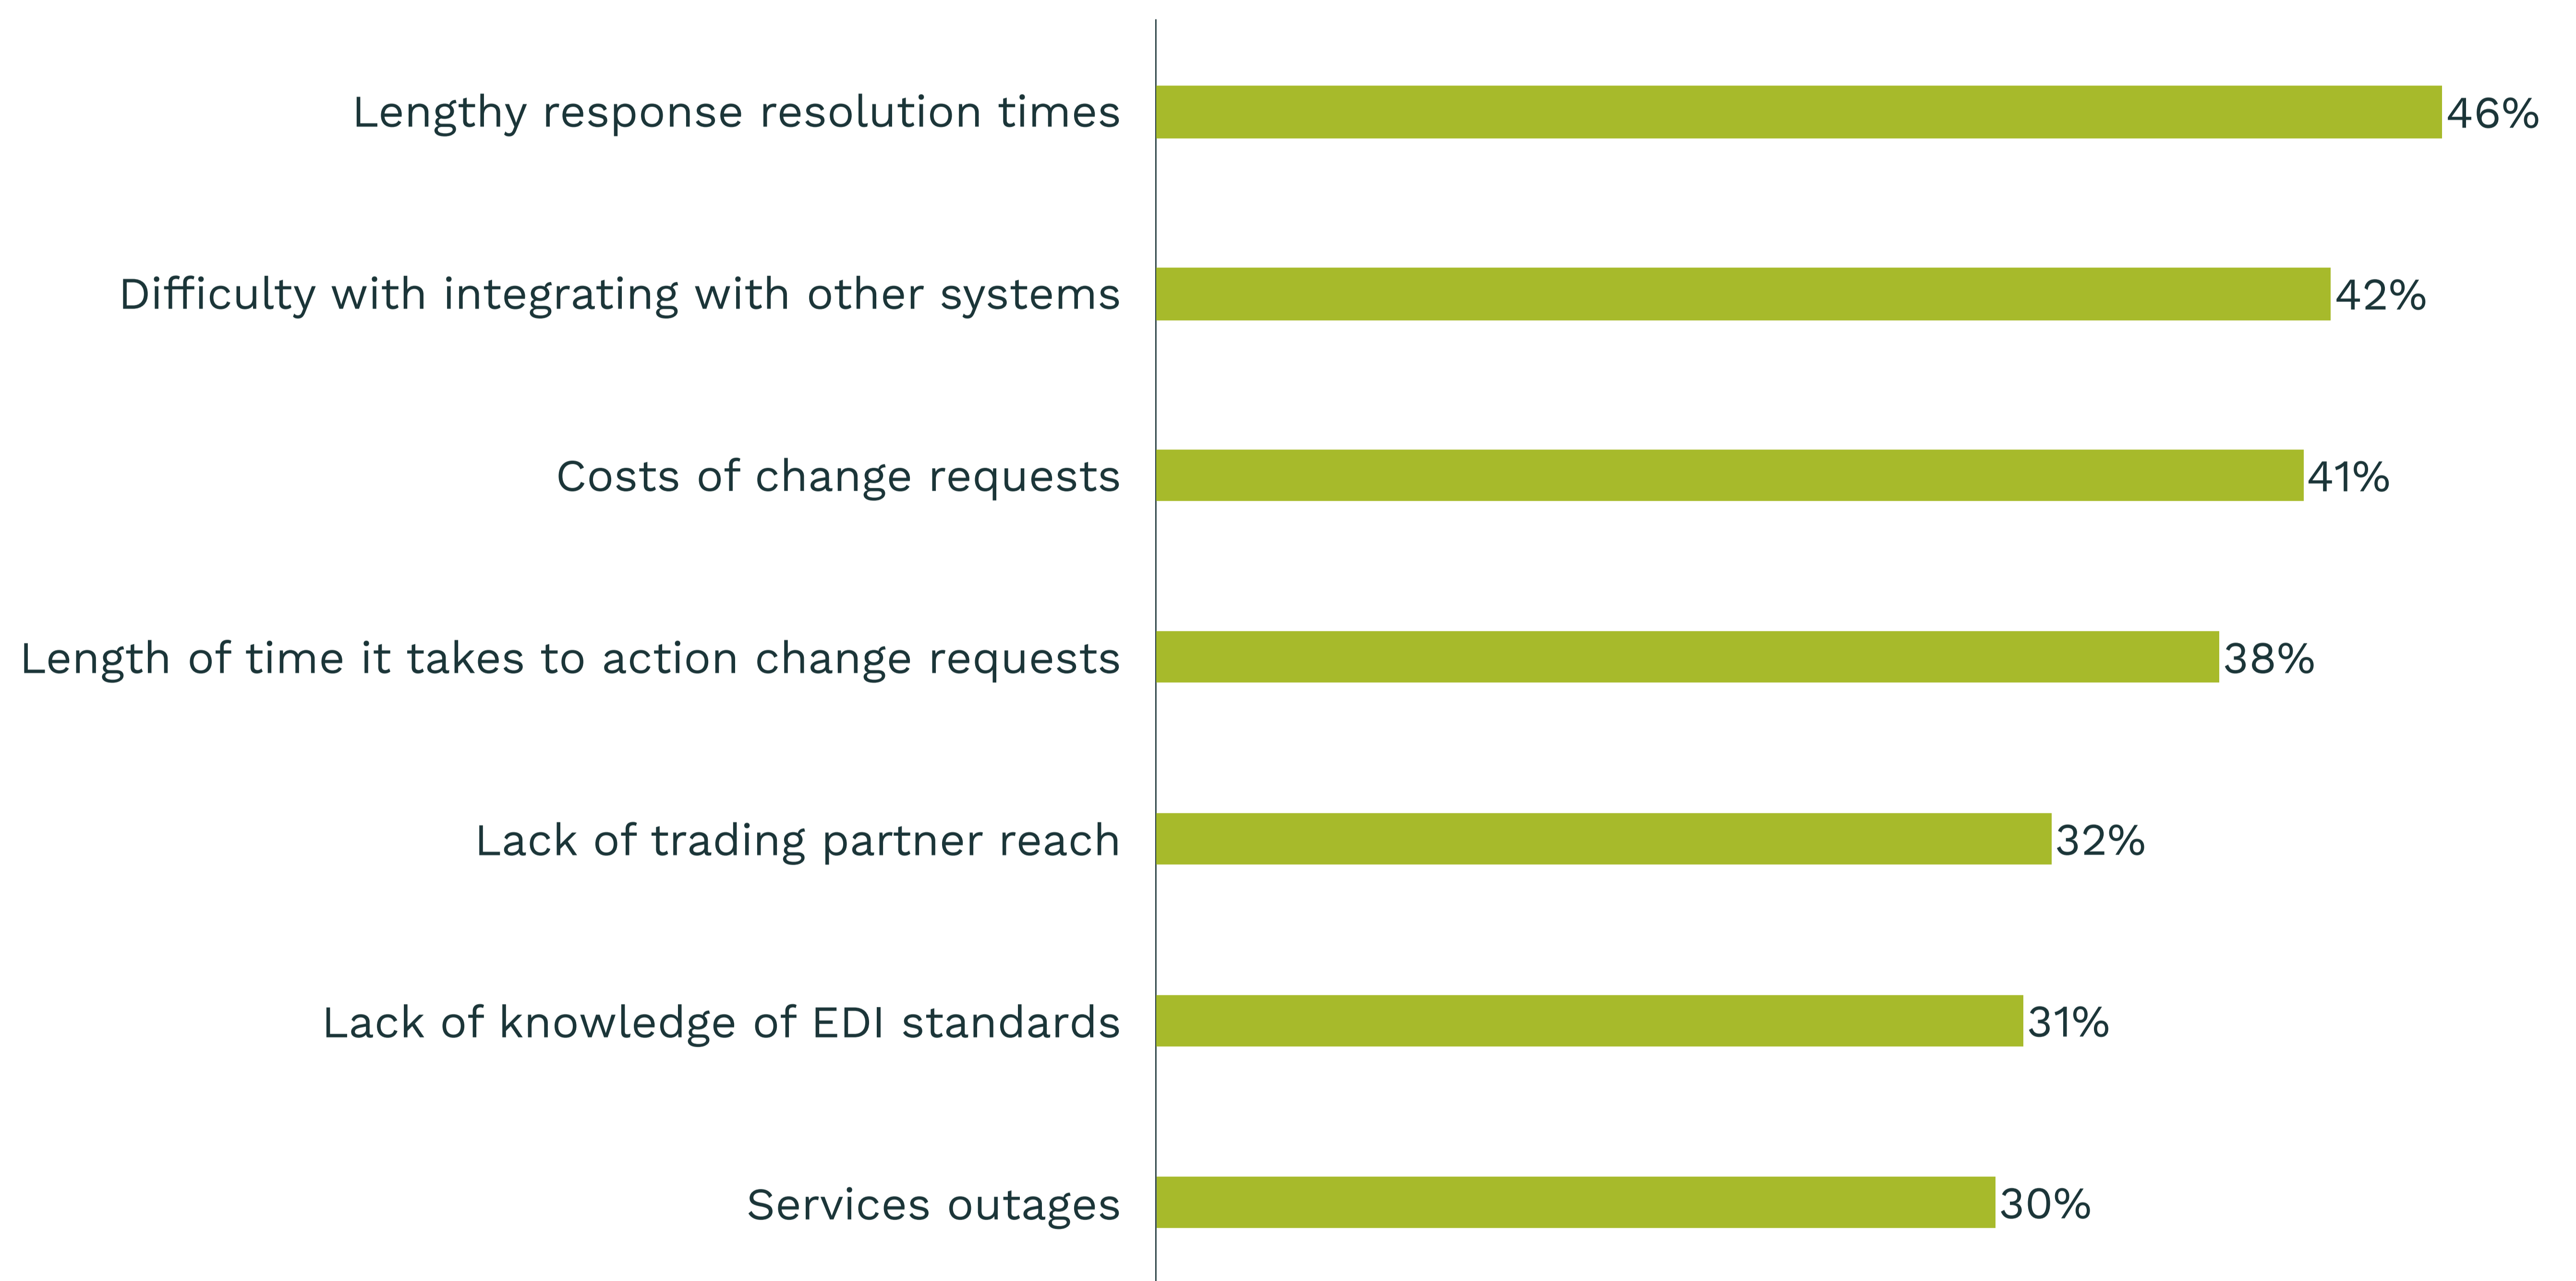 Lengthy response resolution times 46%
Difficulty with integrating with other systems 42%
Costs of change requests 41%
Length of time it takes to action change requests 38%
Lack of trading partner reach 32%
Lack of knowledge of EDI standards 31%
Services outages 30%